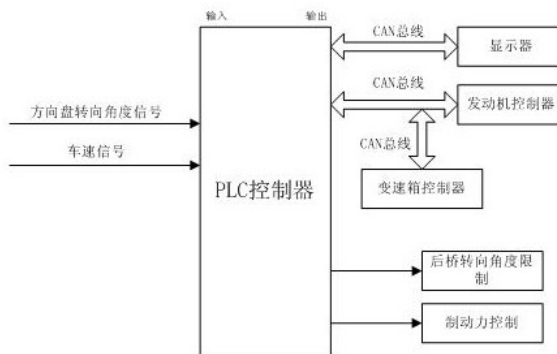 输入
输出
CAN总线
显示器
CAN总线
发动机控制器
方向盘转向角度信号
CAN总线
车速信号
变速箱控制器
PLC控制器
后桥转向角度限
制
制动力控制